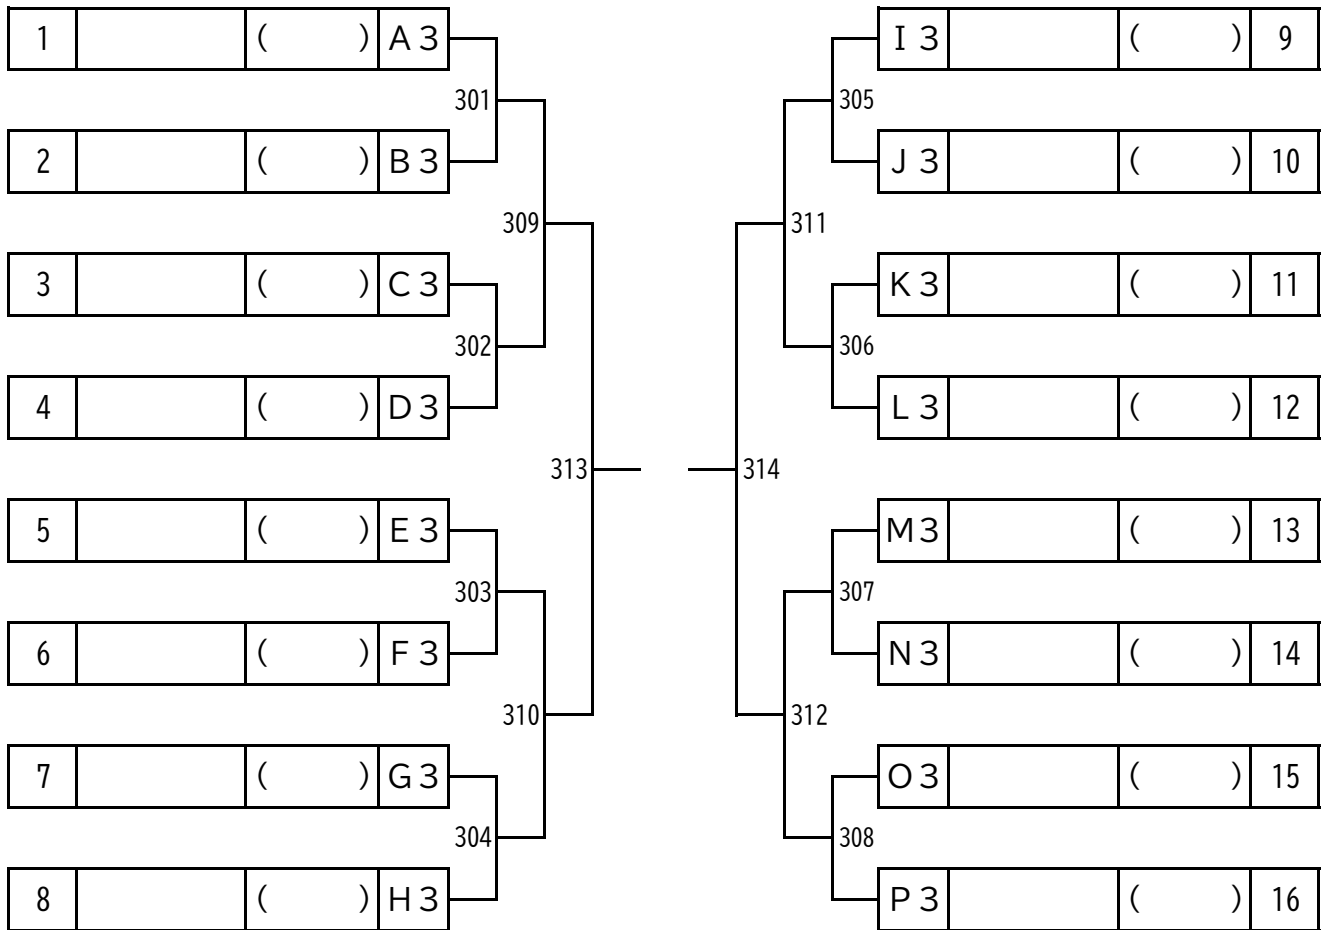 1 ( ) A３ I３ ( ) 9
301 305
2 ( ) B３ J３ ( ) 10
309 311
3 ( ) C３ K３ ( ) 11
302 306
4 ( ) D３ L３ ( ) 12
313 314
5 ( ) E３ M３ ( ) 13
303 307
6 ( ) F３ N３ ( ) 14
310 312
7 ( ) G３ O３ ( ) 15
304 308
8 ( ) H３ P３ ( ) 16